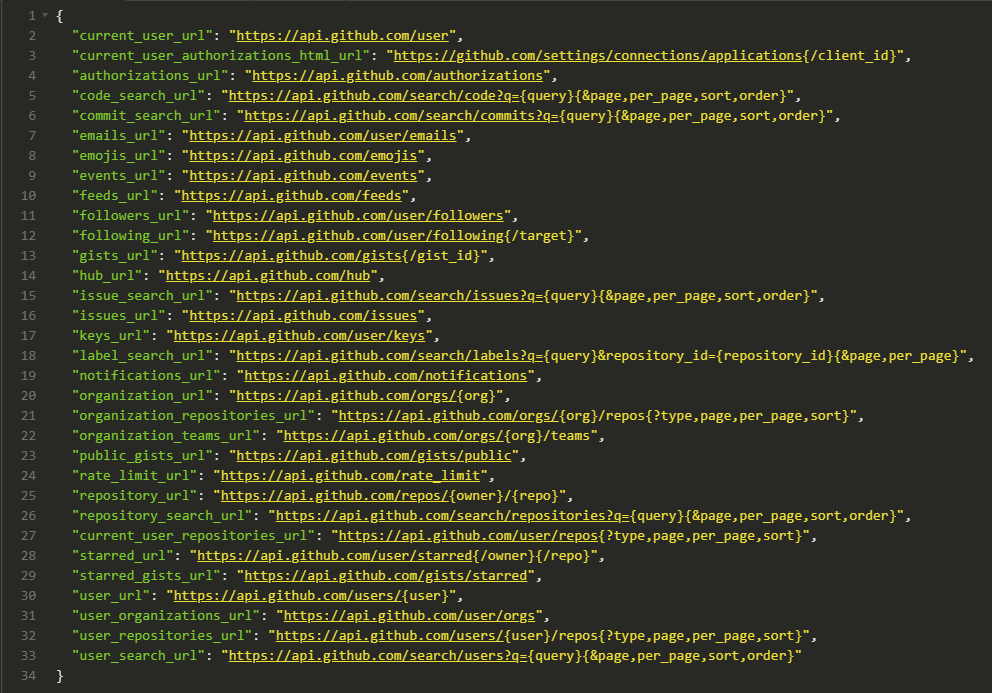 1 {
2 "current_user_url": "https://api.github.com/user",
3 "current_user_authorizations_html_url": "https://github.com/settings/connections/applications{/client_id}",
4 "authorizations_url": "https://api.github.com/authorizations",
5 "code_search_url": "https://api.github.com/search/code?q={query}{&page,per_page,sort,order}",
6 "commit_search_url": "https://api.github.com/search/commits?q={query}{&page,per_page,sort,order}",
7 "emails_url": "https://api.github.com/user/emails",
8 "emojis_url": "https://api.github.com/emojis",
9 "events_url": "https://api.github.com/events",
10 "feeds_url": "https://api.github.com/feeds",
11 "followers_url": "https://api.github.com/user/followers",
12 "following_url": "https://api.github.com/user/following{/target}",
13 "gists_url": "https://api.github.com/gists{/gist_id}",
14 "hub_url": "https://api.github.com/hub",
15 "issue_search_url": "https://api.github.com/search/issues?q={query}{&page,per_page,sort,order}",
16 "issues_url": "https://api.github.com/issues",
17 "keys_url": "https://api.github.com/user/keys",
18 "label_search_url": "https://api.github.com/search/labels?q={query}&repository_id={repository_id}{&page,per_page}",
19 "notifications_url": "https://api.github.com/notifications",
20 "organization_url": "https://api.github.com/orgs/{org}",
21 "organization_repositories_url": "https://api.github.com/orgs/{org}/repos{?type,page,per_page,sort}",
22 "organization_teams_url": "https://api.github.com/orgs/{org}/teams",
23 "public_gists_url": "https://api.github.com/gists/public",
24 "rate_limit_url": "https://api.github.com/rate_limit",
25 "repository_url": "https://api.github.com/repos/{owner}/{repo}",
26 "repository_search_url": "https://api.github.com/search/repositories?q={query}{&page,per_page,sort,order}",
27 "current_user_repositories_url": "https://api.github.com/user/repos{?type,page,per_page,sort}",
28 "starred_url": "https://api.github.com/user/starred{/owner}{/repo}",
29 "starred_gists_url": "https://api.github.com/gists/starred",
30 "user_url": "https://api.github.com/users/{user}",
31 "user_organizations_url": "https://api.github.com/user/orgs",
32 "user_repositories_url": "https://api.github.com/users/{user}/repos{?type,page,per_page,sort}",
33 "user_search_url": "https://api.github.com/search/users?q={query}{&page,per_page,sort,order}"
34 }